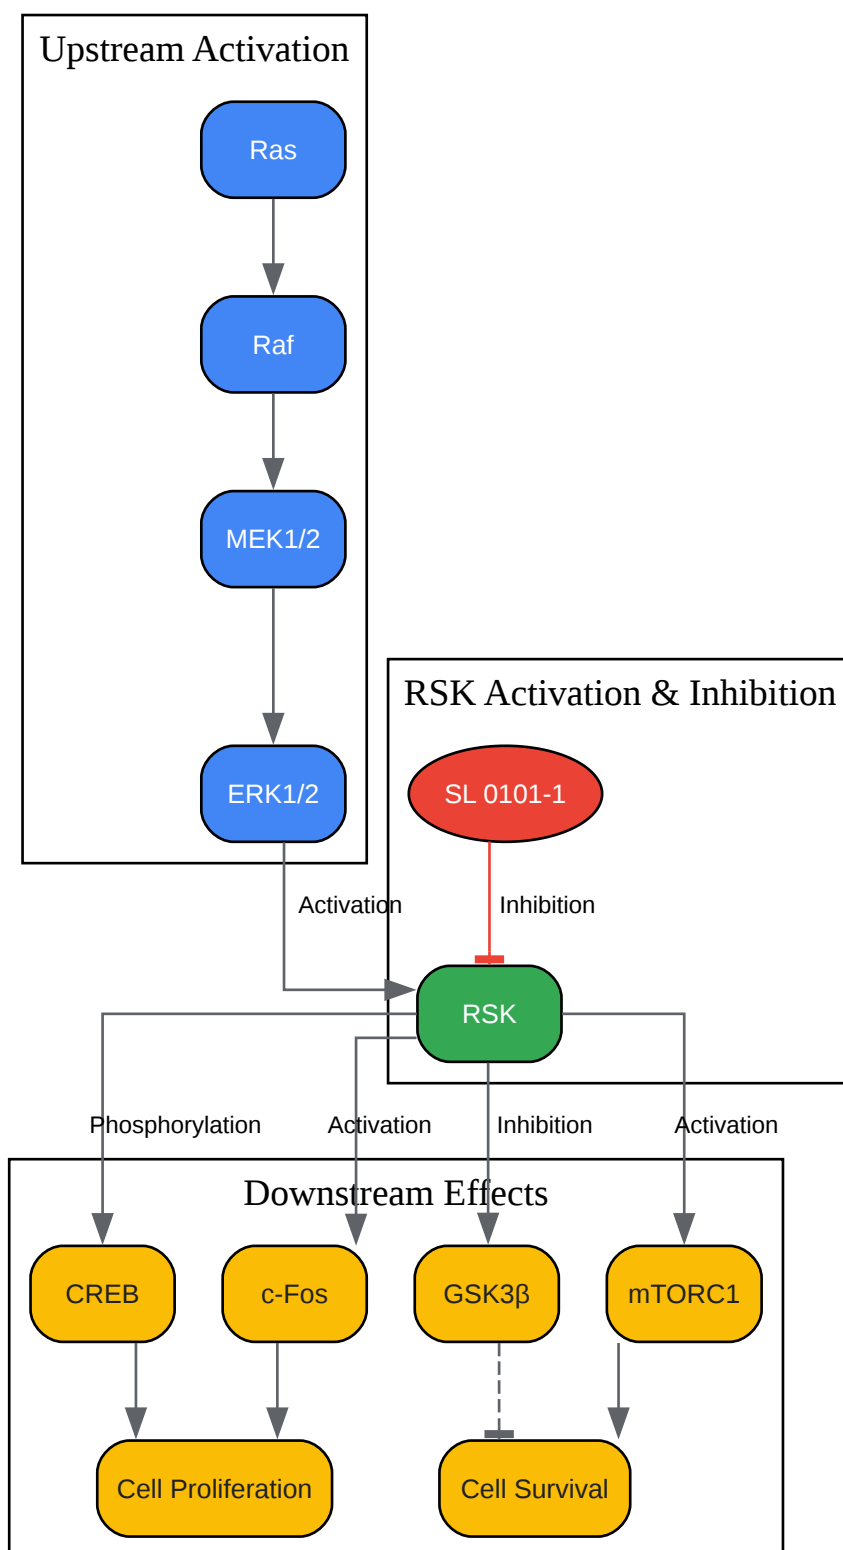 Upstream Activation
Ras
Raf
MEK1/2
RSK Activation & Inhibition
ERK1/2
SL 0101-1
Activation
Inhibition
RSK
Phosphorylation
Activation
Inhibition
Activation
Downstream Effects
CREB
c-Fos
GSK3β
mTORC1
Cell Proliferation
Cell Survival